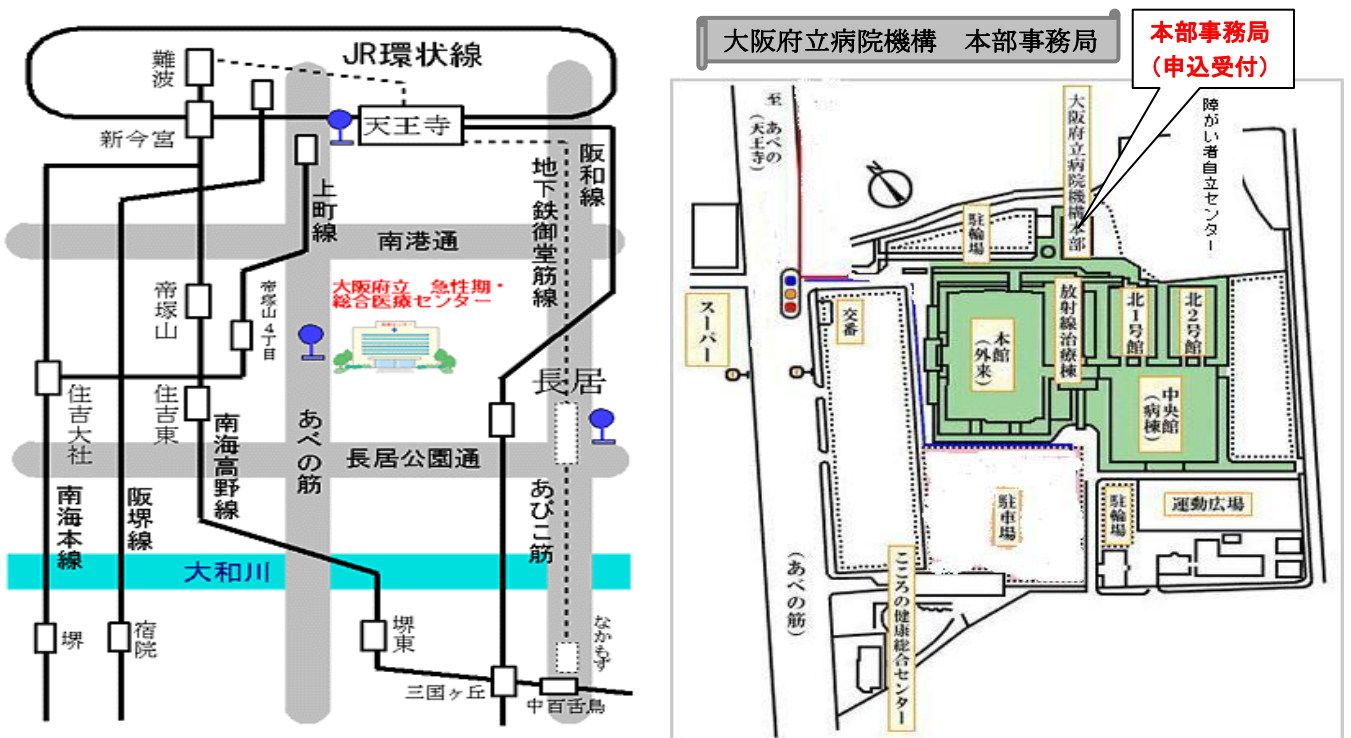 JR環状線
難波
新今宮
天王寺
上町線
地下鉄御堂筋線
阪和線
南港通
大阪府立 急性期・
総合医療センター
帝塚山
帝塚山4丁目
住吉大社
住吉東
長居
南海高野線
あべの筋
長居公園通
南海本線
阪堺線
あびこ筋
大和川
堺
宿院
堺東
なかもず
三国ヶ丘
中百舌鳥
大阪府立病院機構 本部事務局
本部事務局
(申込受付)
至 あべの
(天王寺)
大阪府立病院機構本部
障がい者自立センター
N
駐輪場
スーパー
交番
本館
(外来)
放射線治療棟
北1号館
北2号館
中央館
(病棟)
駐車場
駐輪場
運動広場
(あべの筋)
こころの健康総合センター